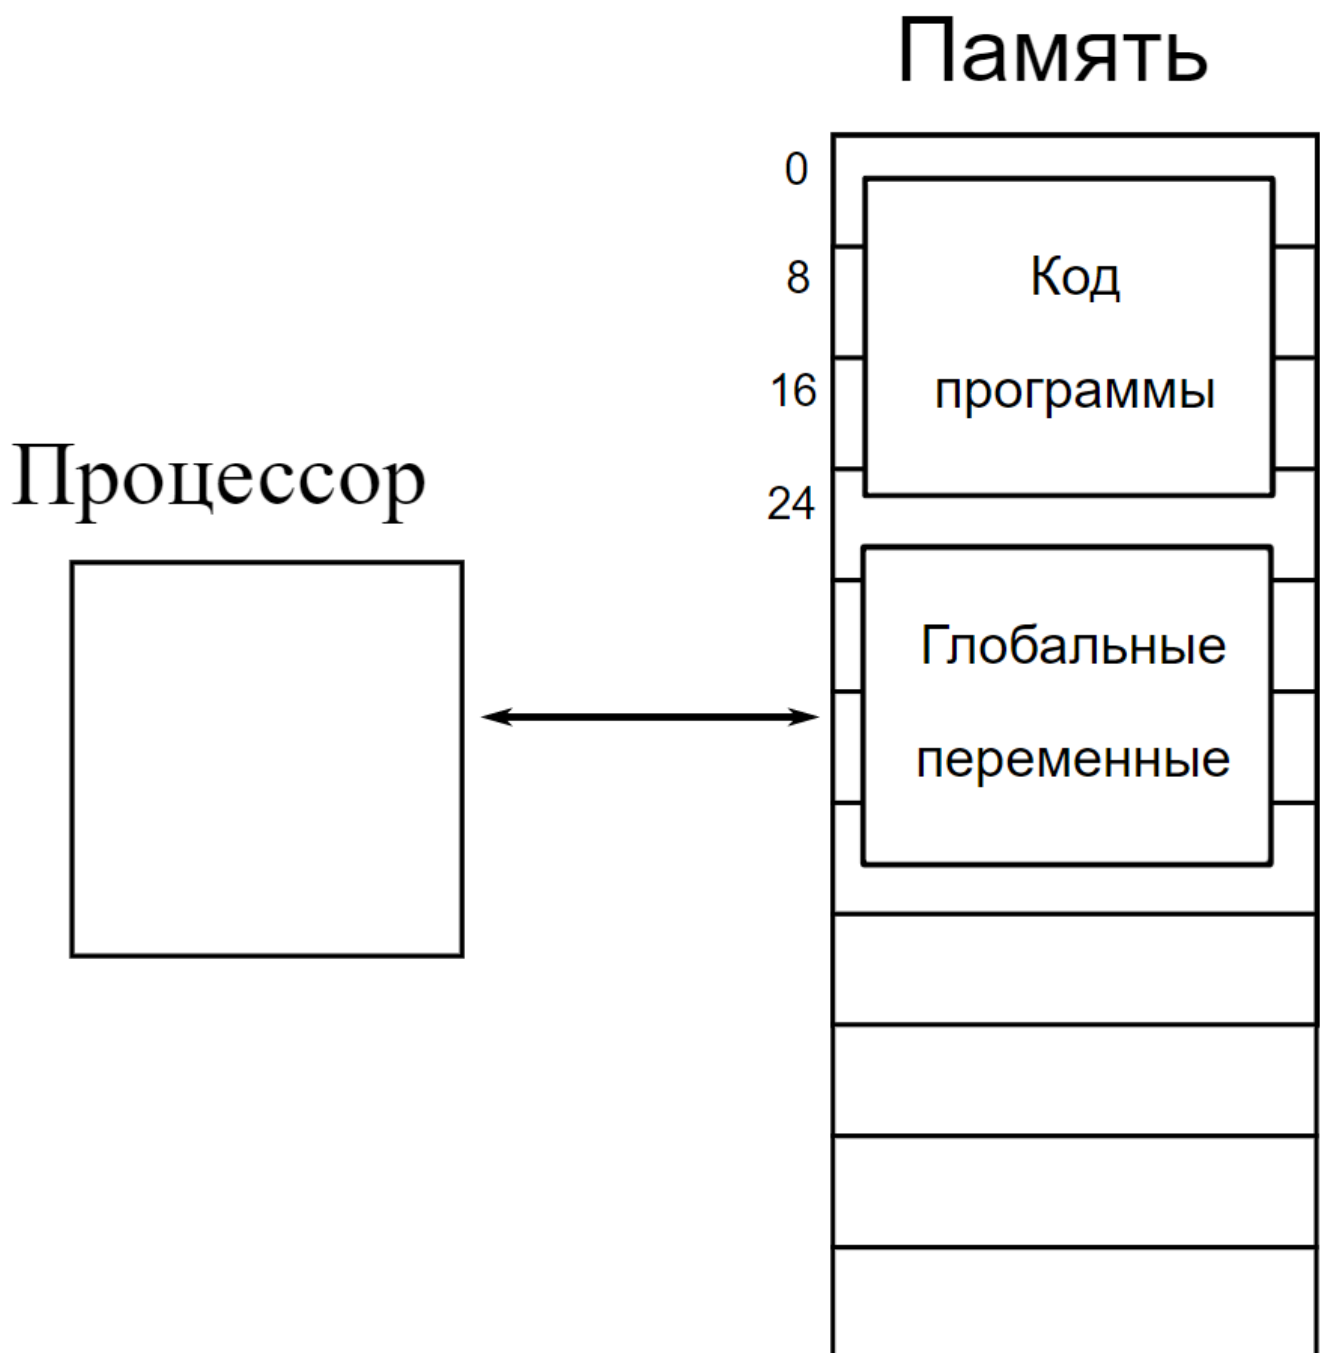 Память
0
8
Код
16
программы
Процессор
24
Глобальные
переменные